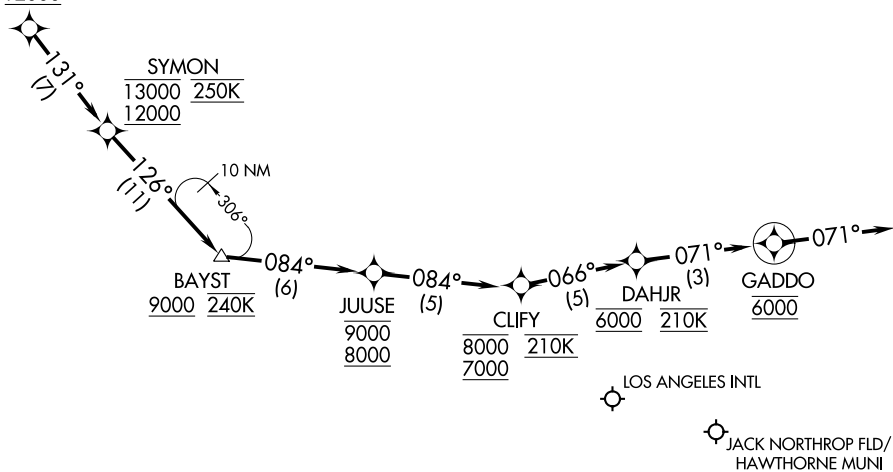 131°
(7)
SYMON
13000 250K
12000
126°
(11)
10 NM
306°
BAYST
9000 240K
084°
(6)
JUUSE
9000
8000
084°
(5)
CLIFY
8000 210K
7000
066°
(5)
DAHJR
6000 210K
071°
(3)
GADDO
6000
071°
LOS ANGELES INTL
JACK NORTHROP FLD/
HAWTHORNE MUNI